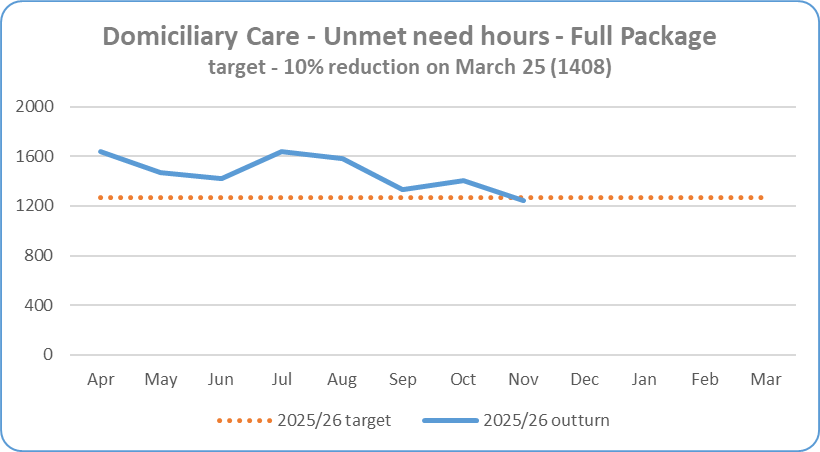 Domiciliary Care - Unmet need hours - Full Package
target - 10% reduction on March 25 (1408)
2000
1600
1200
800
400
0
Apr May Jun Jul Aug Sep Oct Nov Dec Jan Feb Mar
2025/26 target 2025/26 outturn